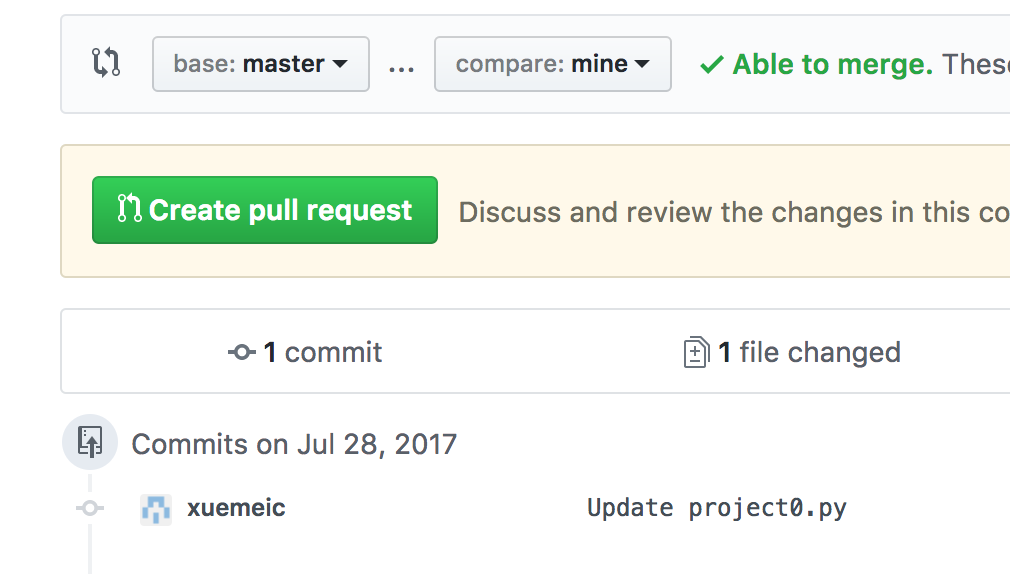 base: master ... compare: mine Able to merge. These
Create pull request Discuss and review the changes in this co
1 commit 1 file changed
Commits on Jul 28, 2017
xuemeic Update project0.py